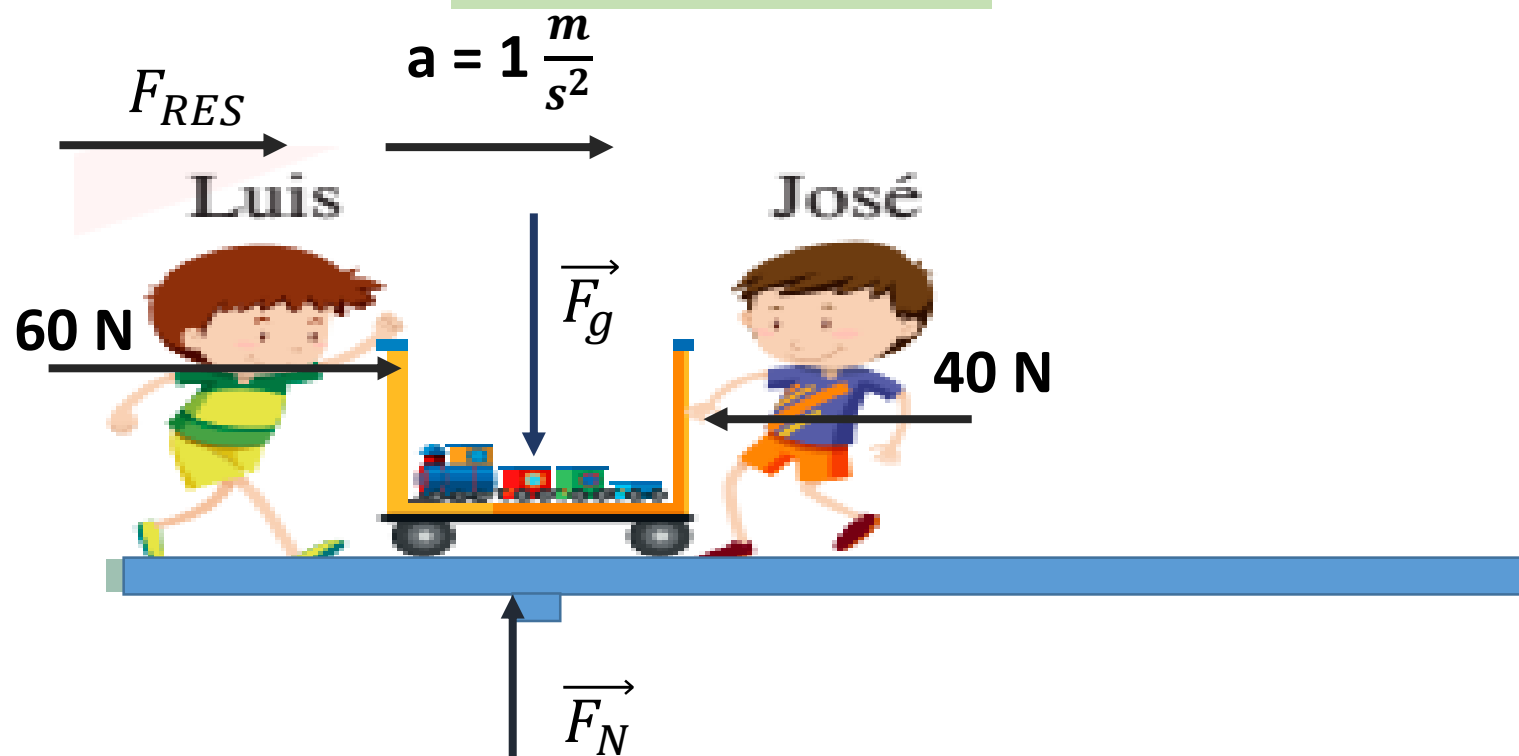 a = 1 m/s²
F_RES
Luis
José
F_g
60 N
40 N
F_N